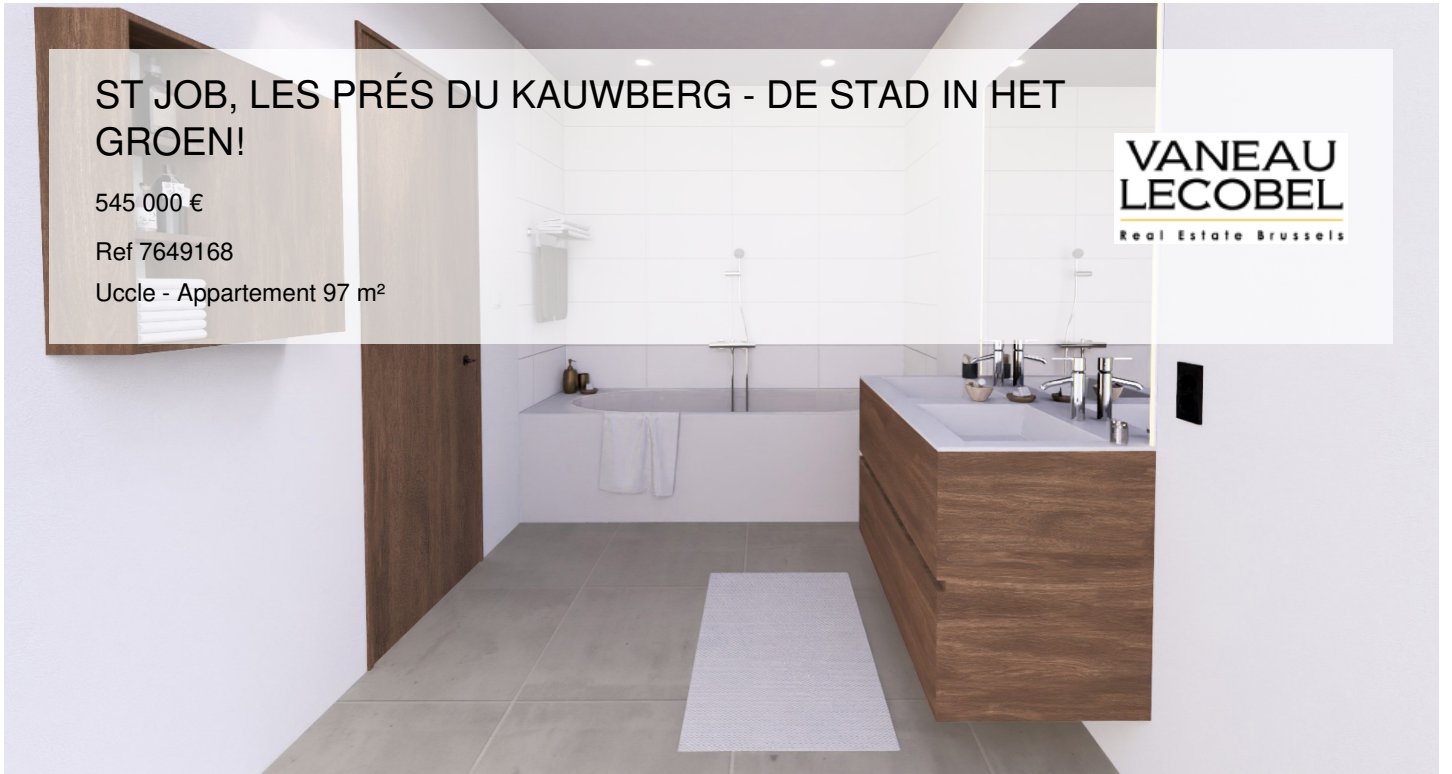 ST JOB, LES PRÉS DU KAUWBERG - DE STAD IN HET
GROEN!
545 000 €
Ref 7649168
Uccle - Appartement 97 m²
VANEAU
LECOBEL
Real Estate Brussels